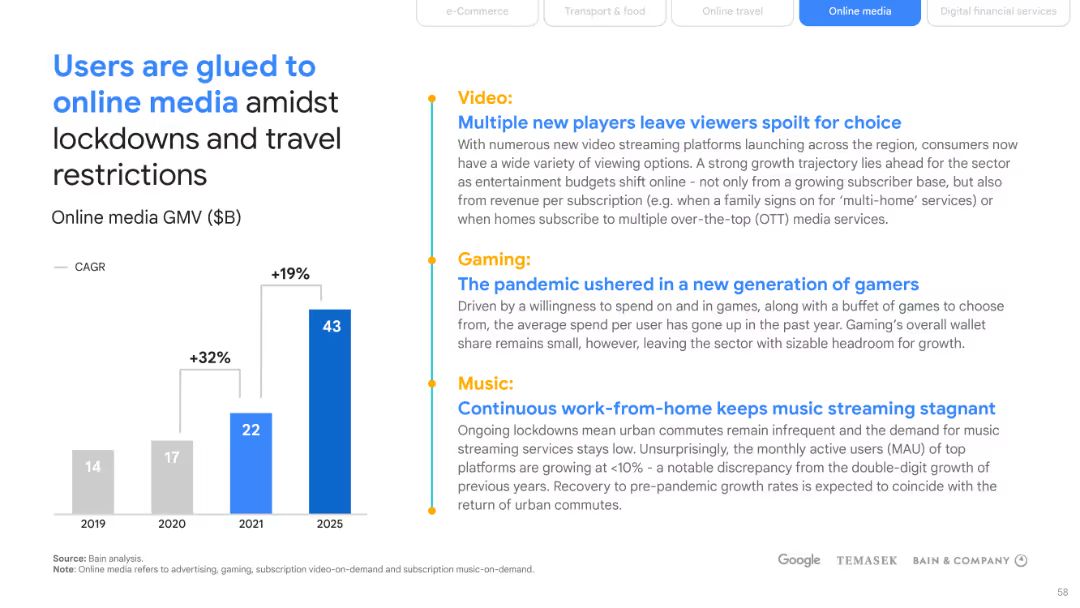 e-Commerce
Transport & food
Online travel
Online media
Digital financial services
Users are glued to
online media amidst
lockdowns and travel
restrictions
Online media GMV ($B)
CAGR
+19%
+32%
43
22
17
14
2019
2020
2021
2025
Video:
Multiple new players leave viewers spoilt for choice
With numerous new video streaming platforms launching across the region, consumers now
have a wide variety of viewing options. A strong growth trajectory lies ahead for the sector
as entertainment budgets shift online - not only from a growing subscriber base, but also
from revenue per subscription (e.g. when a family signs on for ‘multi-home’ services) or
when homes subscribe to multiple over-the-top (OTT) media services.
Gaming:
The pandemic ushered in a new generation of gamers
Driven by a willingness to spend on and in games, along with a buffet of games to choose
from, the average spend per user has gone up in the past year. Gaming’s overall wallet
share remains small, however, leaving the sector with sizable headroom for growth.
Music:
Continuous work-from-home keeps music streaming stagnant
Ongoing lockdowns mean urban commutes remain infrequent and the demand for music
streaming services stays low. Unsurprisingly, the monthly active users (MAU) of top
platforms are growing at <10% - a notable discrepancy from the double-digit growth of
previous years. Recovery to pre-pandemic growth rates is expected to coincide with the
return of urban commutes.
Source: Bain analysis.
Note: Online media refers to advertising, gaming, subscription video-on-demand and subscription music-on-demand.
Google
TEMASEK
BAIN & COMPANY
58